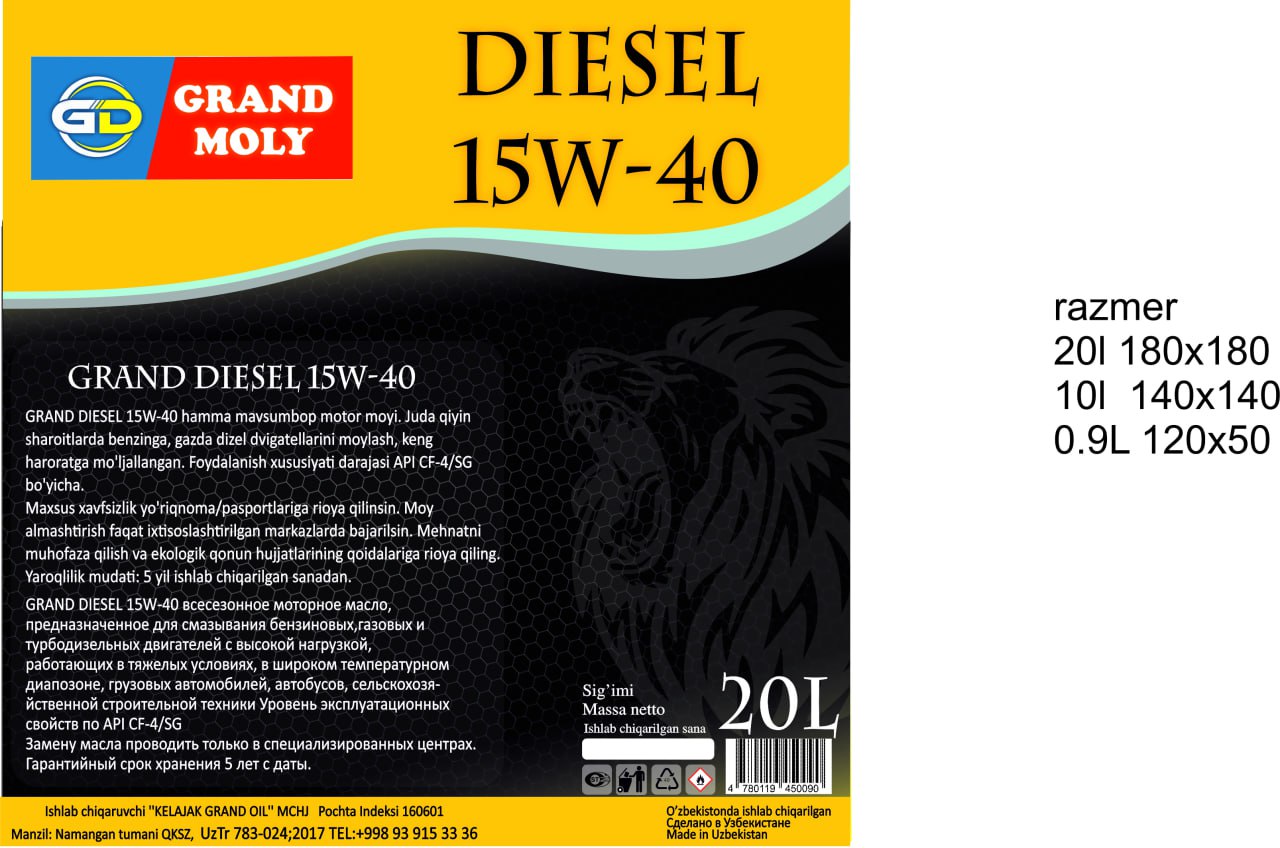 GD
GRAND
MOLY
DIESEL
15W-40
GRAND DIESEL 15W-40
GRAND DIESEL 15W-40 hamma mavsumbop motor moyi. Juda qiyin
sharoitlarda benzinga, gazda dizel dvigatellarini moylash, keng
haroratga mo'ljallangan. Foydalanish xususiyati darajasi API CF-4/SG
bo'yicha.
Maxsus xavfsizlik yo'riqnoma/pasportlariga rioya qilinsin. Moy
almashtirish faqat ixtisoslashtirilgan markazlarda bajarilsin. Mehnatni
muhofaza qilish va ekologik qonun hujjatlarining qoidalariga rioya qiling.
Yaroqlilik mudati: 5 yil ishlab chiqarilgan sanadan.
GRAND DIESEL 15W-40 всесезонное моторное масло,
предназначенное для смазывания бензиновых,газовых и
турбодизельных двигателей с высокой нагрузкой,
работающих в тяжелых условиях, в широком температурном
диапозоне, грузовых автомобилей, автобусов, сельскохозя-
йственной строительной техники Уровень эксплуатационных
свойств по API CF-4/SG
Замену масла проводить только в специализированных центрах.
Гарантийный срок хранения 5 лет с даты.
Sig`imi
Massa netto
Ishlab chiqarilgan sana
20L
4 780119 450090
Ishlab chiqaruvchi "KELAJAK GRAND OIL" MCHJ Pochta Indeksi 160601
Manzil: Namangan tumani QKSZ, UzTr 783-024;2017 TEL:+998 93 915 33 36
O'zbekistonda ishlab chiqarilgan
Сделано в Узбекистане
Made in Uzbekistan
razmer
20l 180x180
10l 140x140
0.9L 120x50